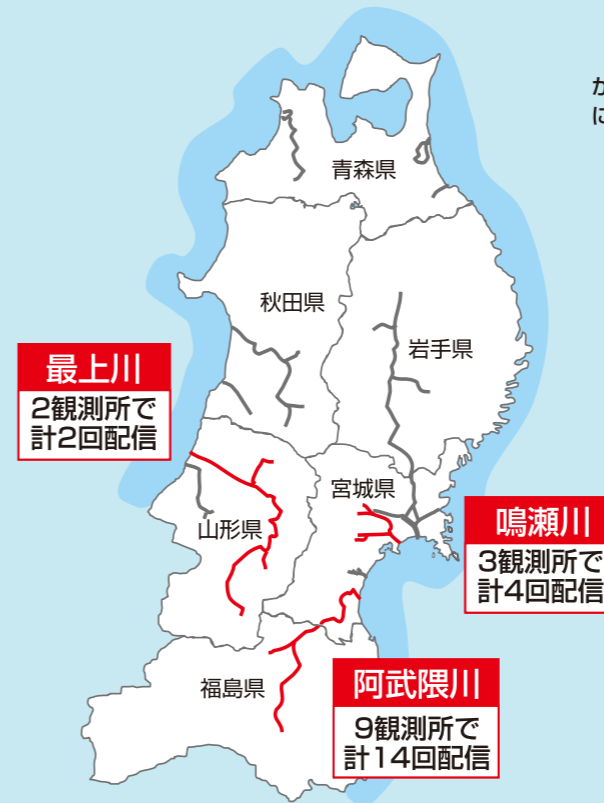 か
に
青森県
秋田県
岩手県
最上川
2観測所で
計2回配信
宮城県
山形県
鳴瀬川
3観測所で
計4回配信
福島県
阿武隈川
9観測所で
計14回配信